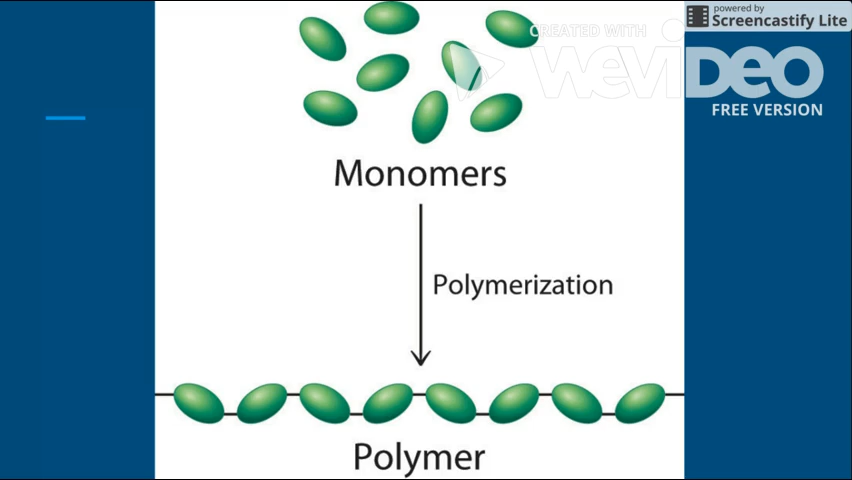 powered by
Screencastify Lite
CREATED WITH
WeVideo
FREE VERSION
Monomers
Polymerization
Polymer